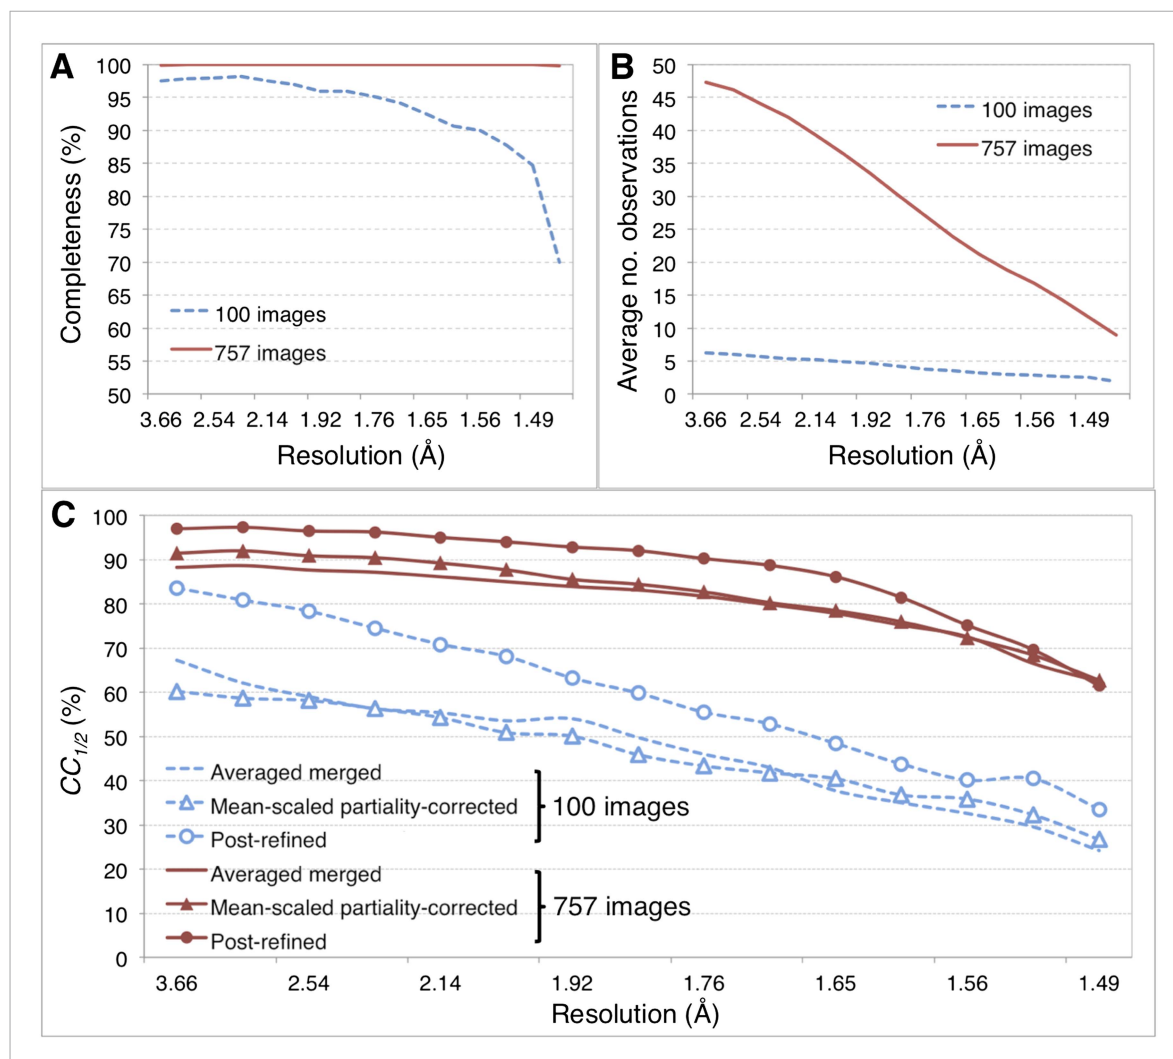 A
100
95
90
85
80
75
70
65
60
55
50
Completeness (%)
100 images
757 images
3.66 2.54 2.14 1.92 1.76 1.65 1.56 1.49
Resolution (Å)
B
50
45
40
35
30
25
20
15
10
5
0
Average no. observations
100 images
757 images
3.66 2.54 2.14 1.92 1.76 1.65 1.56 1.49
Resolution (Å)
C
100
90
80
70
60
50
40
30
20
10
0
CC1/2 (%)
Averaged merged
Mean-scaled partiality-corrected
Post-refined
100 images
Averaged merged
Mean-scaled partiality-corrected
Post-refined
757 images
3.66 2.54 2.14 1.92 1.76 1.65 1.56 1.49
Resolution (Å)